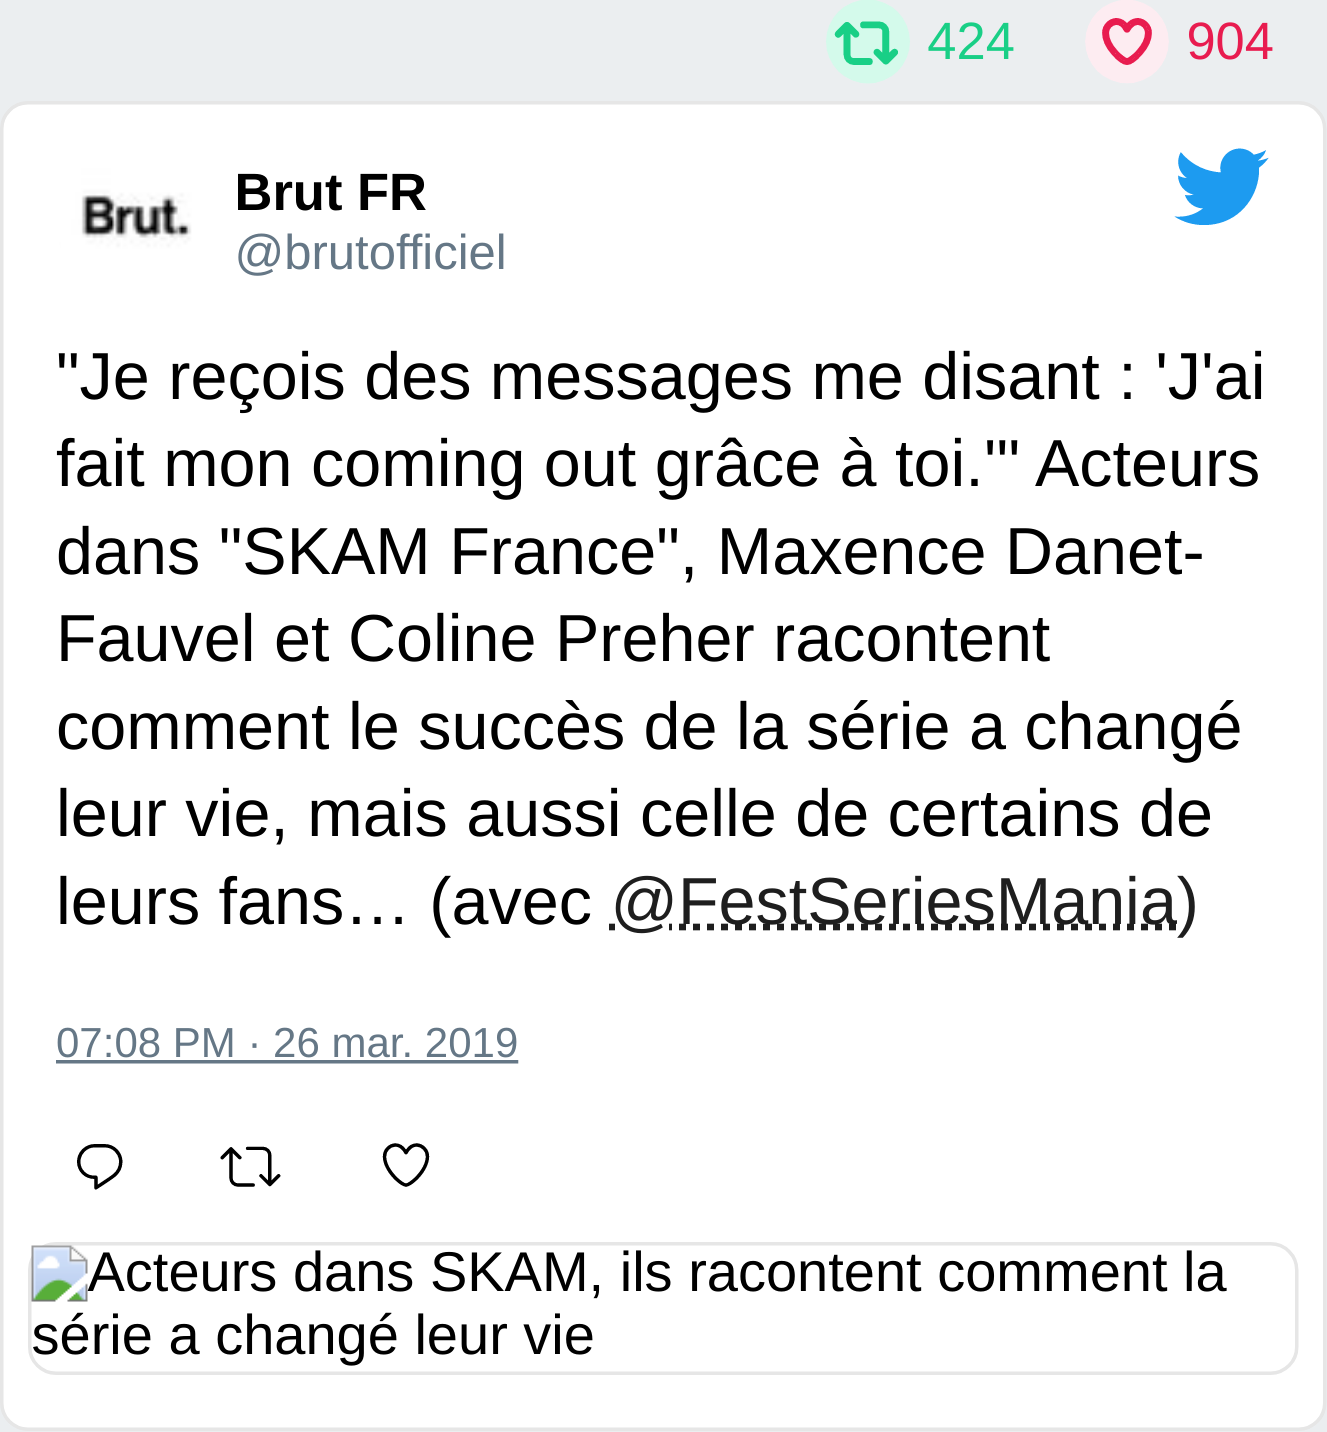 424 904
Brut.
Brut FR
@brutofficiel
"Je reçois des messages me disant : 'J'ai
fait mon coming out grâce à toi.'" Acteurs
dans "SKAM France", Maxence Danet-
Fauvel et Coline Preher racontent
comment le succès de la série a changé
leur vie, mais aussi celle de certains de
leurs fans… (avec @FestSeriesMania)
07:08 PM · 26 mar. 2019
Acteurs dans SKAM, ils racontent comment la
série a changé leur vie